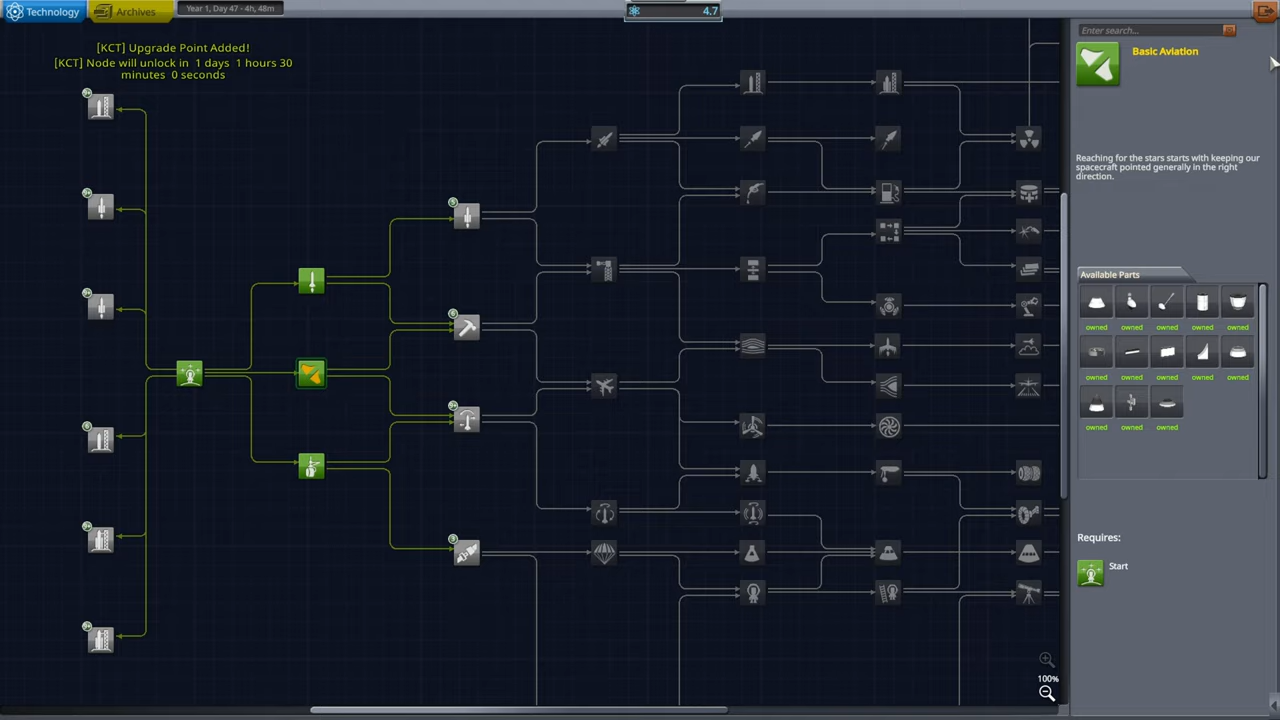 Technology
Archives
Year 1, Day 47 - 4h, 48m
4.7
[KCT] Upgrade Point Added!
[KCT] Node will unlock in 1 days 1 hours 30
minutes 0 seconds
Enter search...
Basic Aviation
Reaching for the stars starts with keeping our
spacecraft pointed generally in the right
direction.
Available Parts
owned owned owned owned owned
owned owned owned owned owned
owned owned owned
Requires:
Start
100%